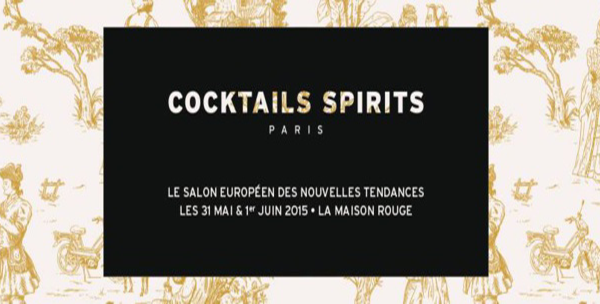 COCKTAILS SPIRITS
PARIS
LE SALON EUROPÉEN DES NOUVELLES TENDANCES
LES 31 MAI & 1er JUIN 2015 • LA MAISON ROUGE